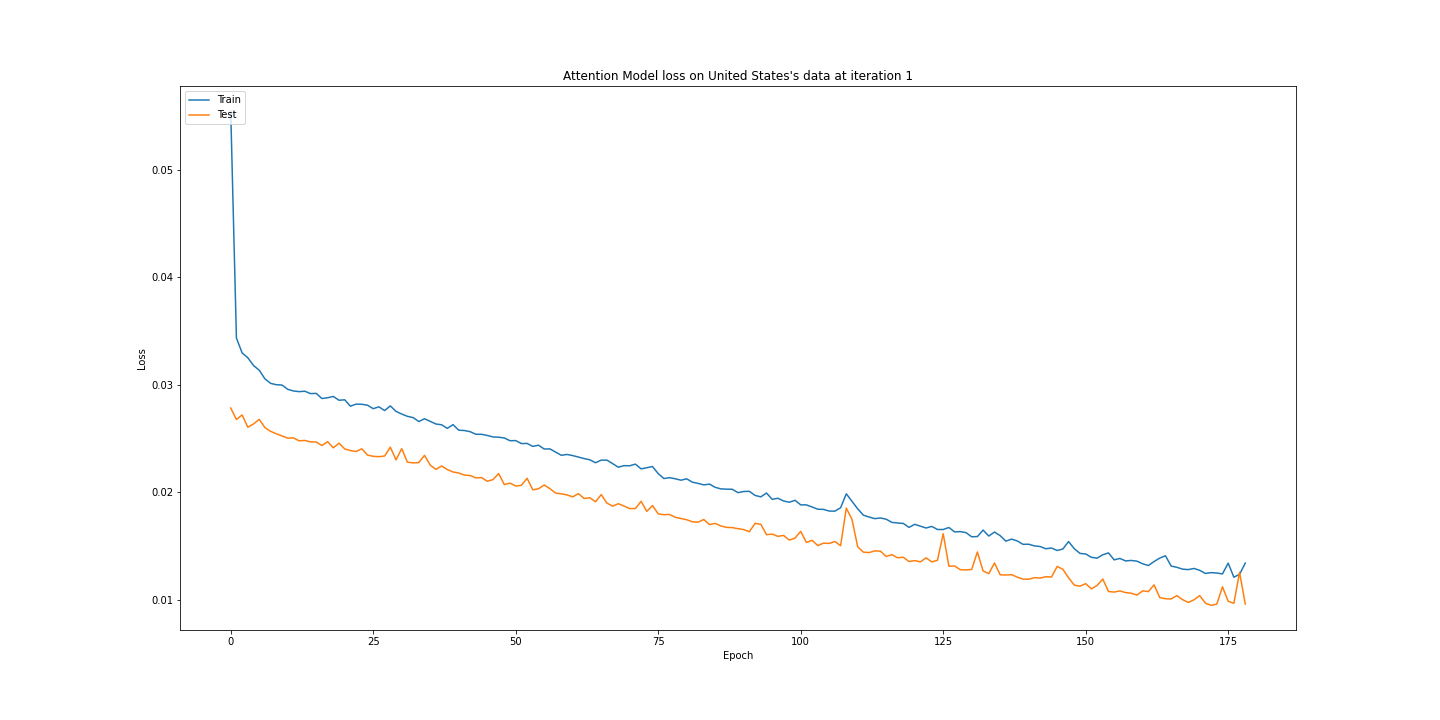 Attention Model loss on United States's data at iteration 1
Train
Test
0.05
0.04
0.03
0.02
0.01
Loss
0
25
50
75
100
125
150
175
Epoch